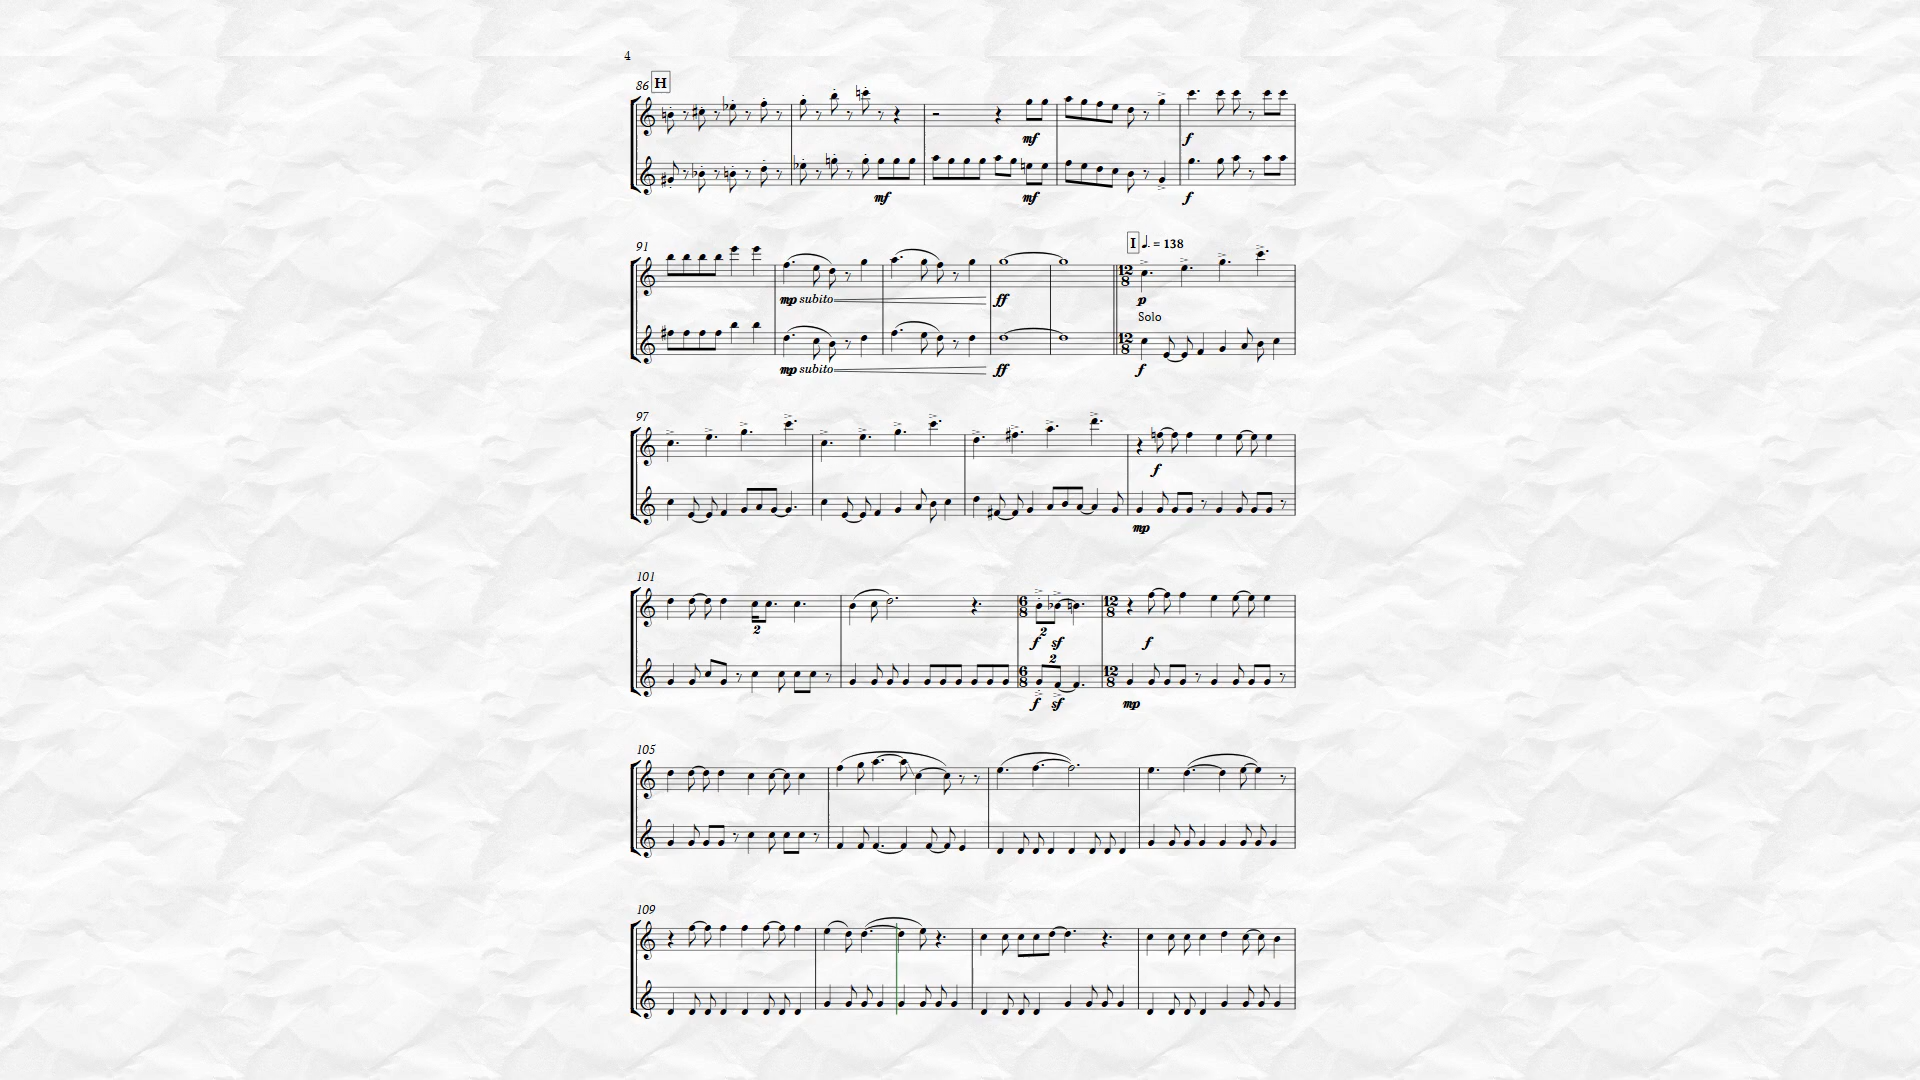 4
86 H
mf
f
mf mf f
91 I ♩. = 138
12 8
mp subito ff p
Solo
12 8
mp subito ff f
97
f
mp
101
6 8 12 8
2 2
f sf f
2
6 8 12 8
f sf mp
105
109